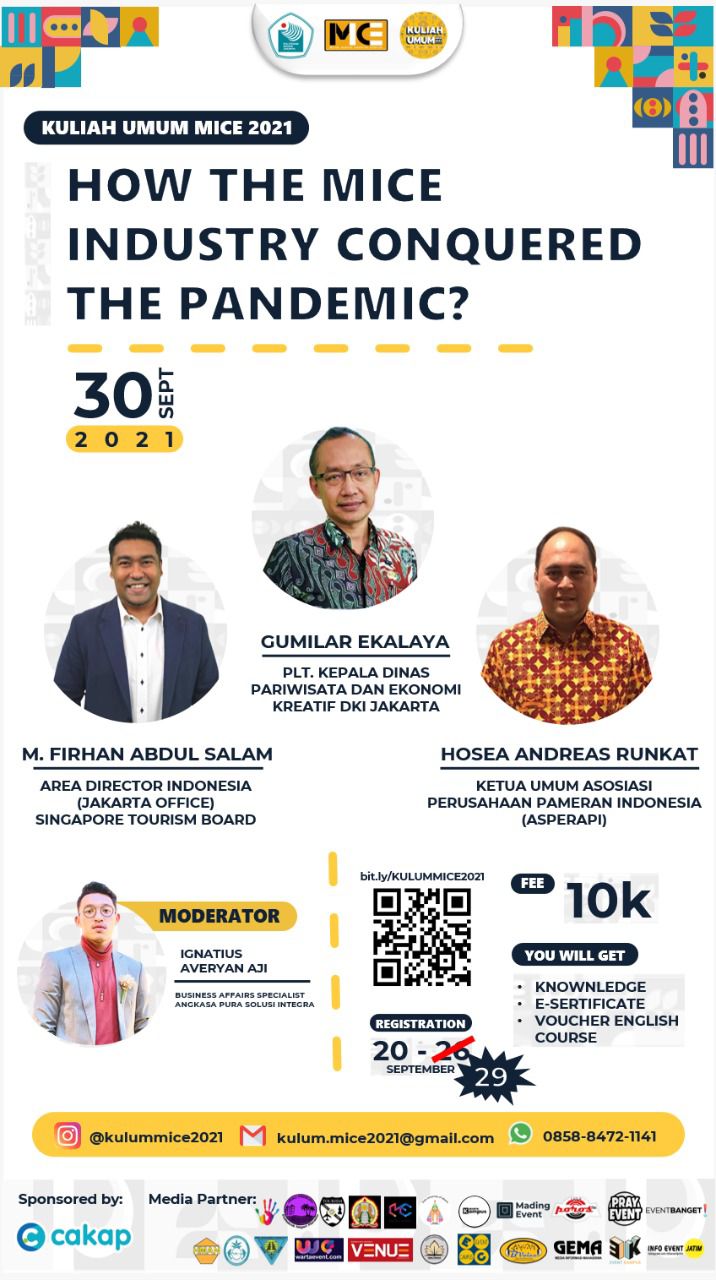 MICE
KULIAH
UMUM
KULIAH UMUM MICE 2021
HOW THE MICE
INDUSTRY CONQUERED
THE PANDEMIC?
30 SEPT
2021
GUMILAR EKALAYA
PLT. KEPALA DINAS
PARIWISATA DAN EKONOMI
KREATIF DKI JAKARTA
M. FIRHAN ABDUL SALAM
AREA DIRECTOR INDONESIA
(JAKARTA OFFICE)
SINGAPORE TOURISM BOARD
HOSEA ANDREAS RUNKAT
KETUA UMUM ASOSIASI
PERUSAHAAN PAMERAN INDONESIA
(ASPERAPI)
MODERATOR
IGNATIUS
AVERYAN AJI
BUSINESS AFFAIRS SPECIALIST
ANGKASA PURA SOLUSI INTEGRA
bit.ly/KULUMMICE2021
REGISTRATION
20 - 26
SEPTEMBER
29
FEE
10k
YOU WILL GET
• KNOWNLEDGE
• E-SERTIFICATE
• VOUCHER ENGLISH
COURSE
@kulummice2021
kulum.mice2021@gmail.com
0858-8472-1141
Sponsored by:
cakap
Media Partner:
Mading
Event
PRAY
EVENT
EVENTBANGET!
wartaevent.com
VENUE
GEMA
INFO EVENT JATIM